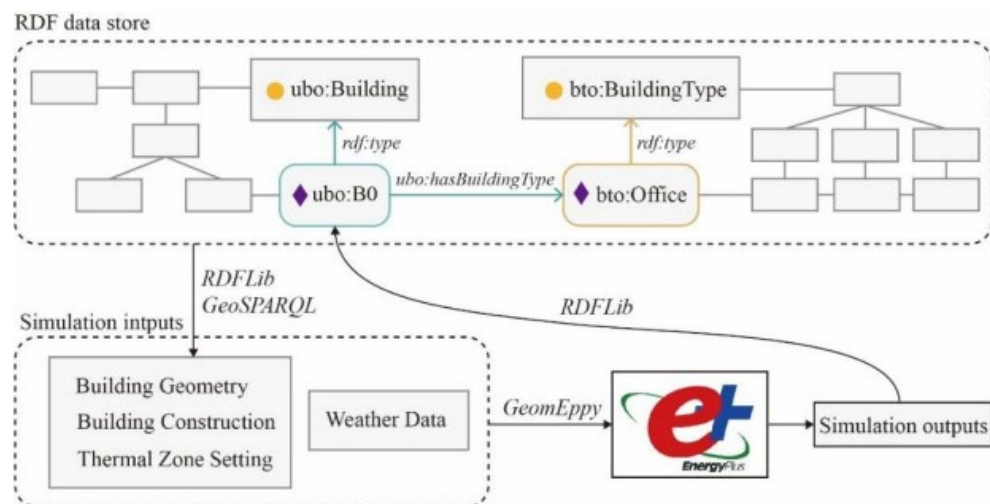 RDF data store
ubo:Building
bto:BuildingType
rdf:type
rdf:type
ubo:B0
ubo:hasBuildingType
bto:Office
RDFLib
GeoSPARQL
RDFLib
Simulation intputs
Building Geometry
Building Construction
Thermal Zone Setting
Weather Data
GeomEppy
e+
EnergyPlus
Simulation outputs